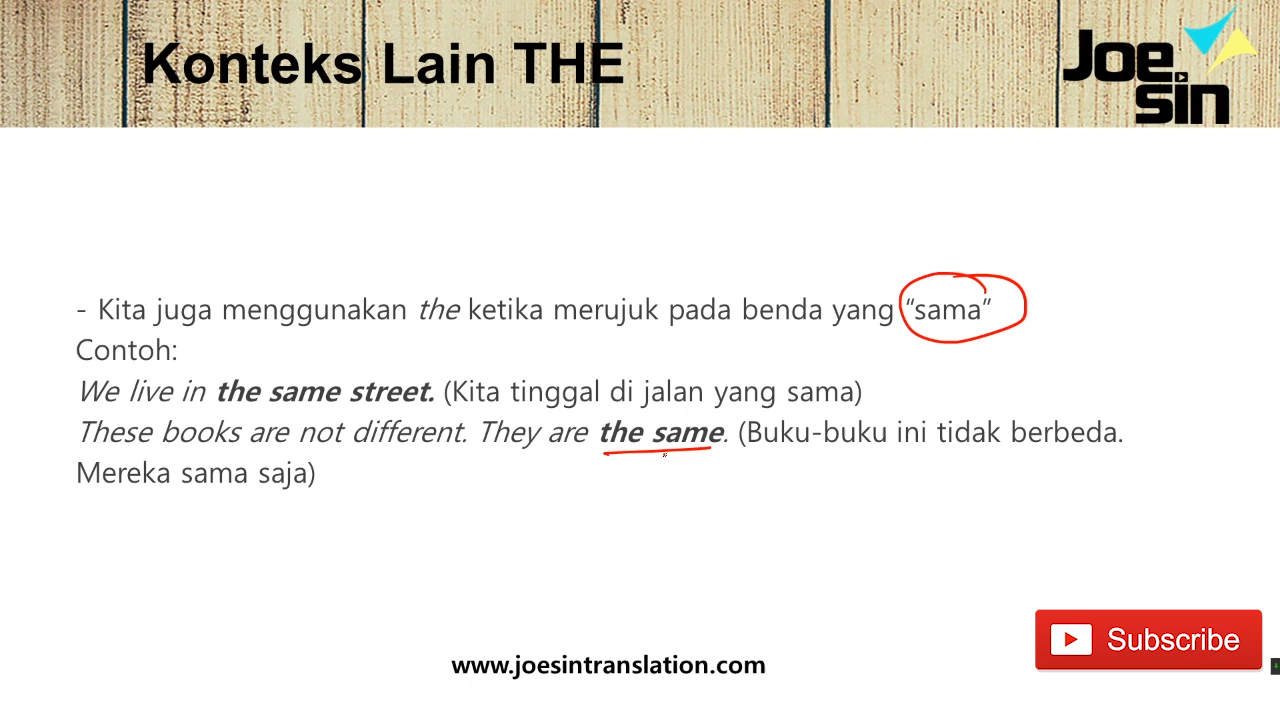 Konteks Lain THE
Joe
sin
- Kita juga menggunakan the ketika merujuk pada benda yang “sama”
Contoh:
We live in the same street. (Kita tinggal di jalan yang sama)
These books are not different. They are the same. (Buku-buku ini tidak berbeda.
Mereka sama saja)
Subscribe
www.joesintranslation.com